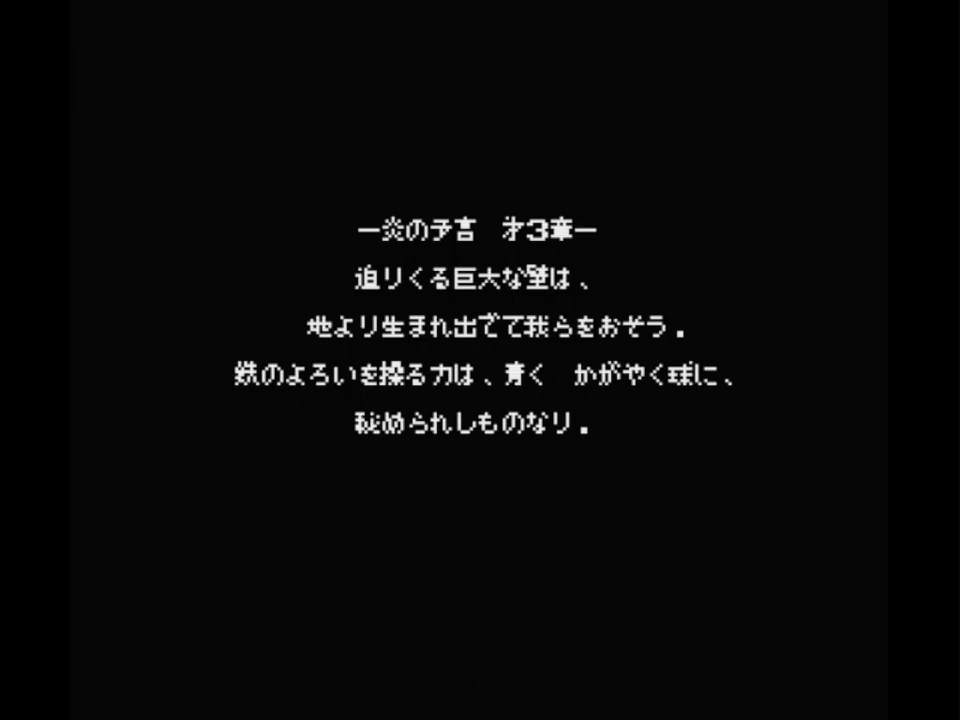 ー炎の予言　才3章ー
迫りくる巨大な壁は、
地より生まれ出でて我らをおそう.
鉄のよろいを操る力は、青く　かがやく球に、
秘められしものなり.